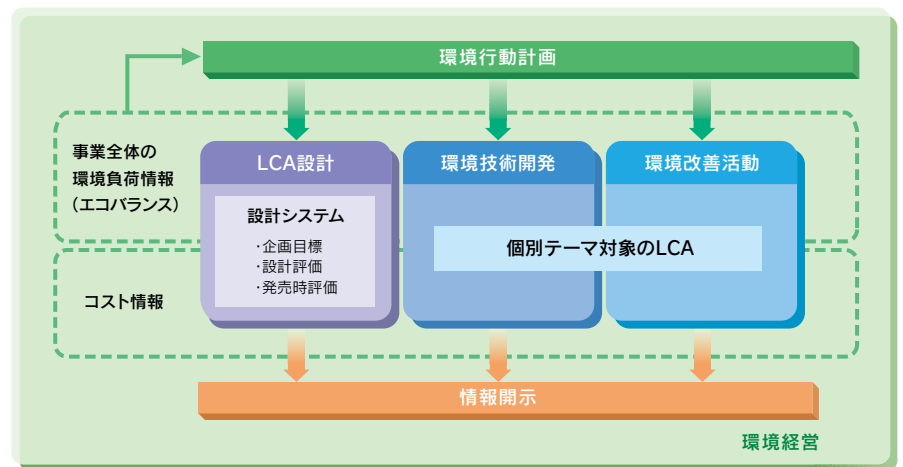 環境行動計画
事業全体の
環境負荷情報
(エコバランス)
LCA設計
設計システム
・企画目標
・設計評価
・発売時評価
環境技術開発
環境改善活動
個別テーマ対象のLCA
コスト情報
情報開示
環境経営